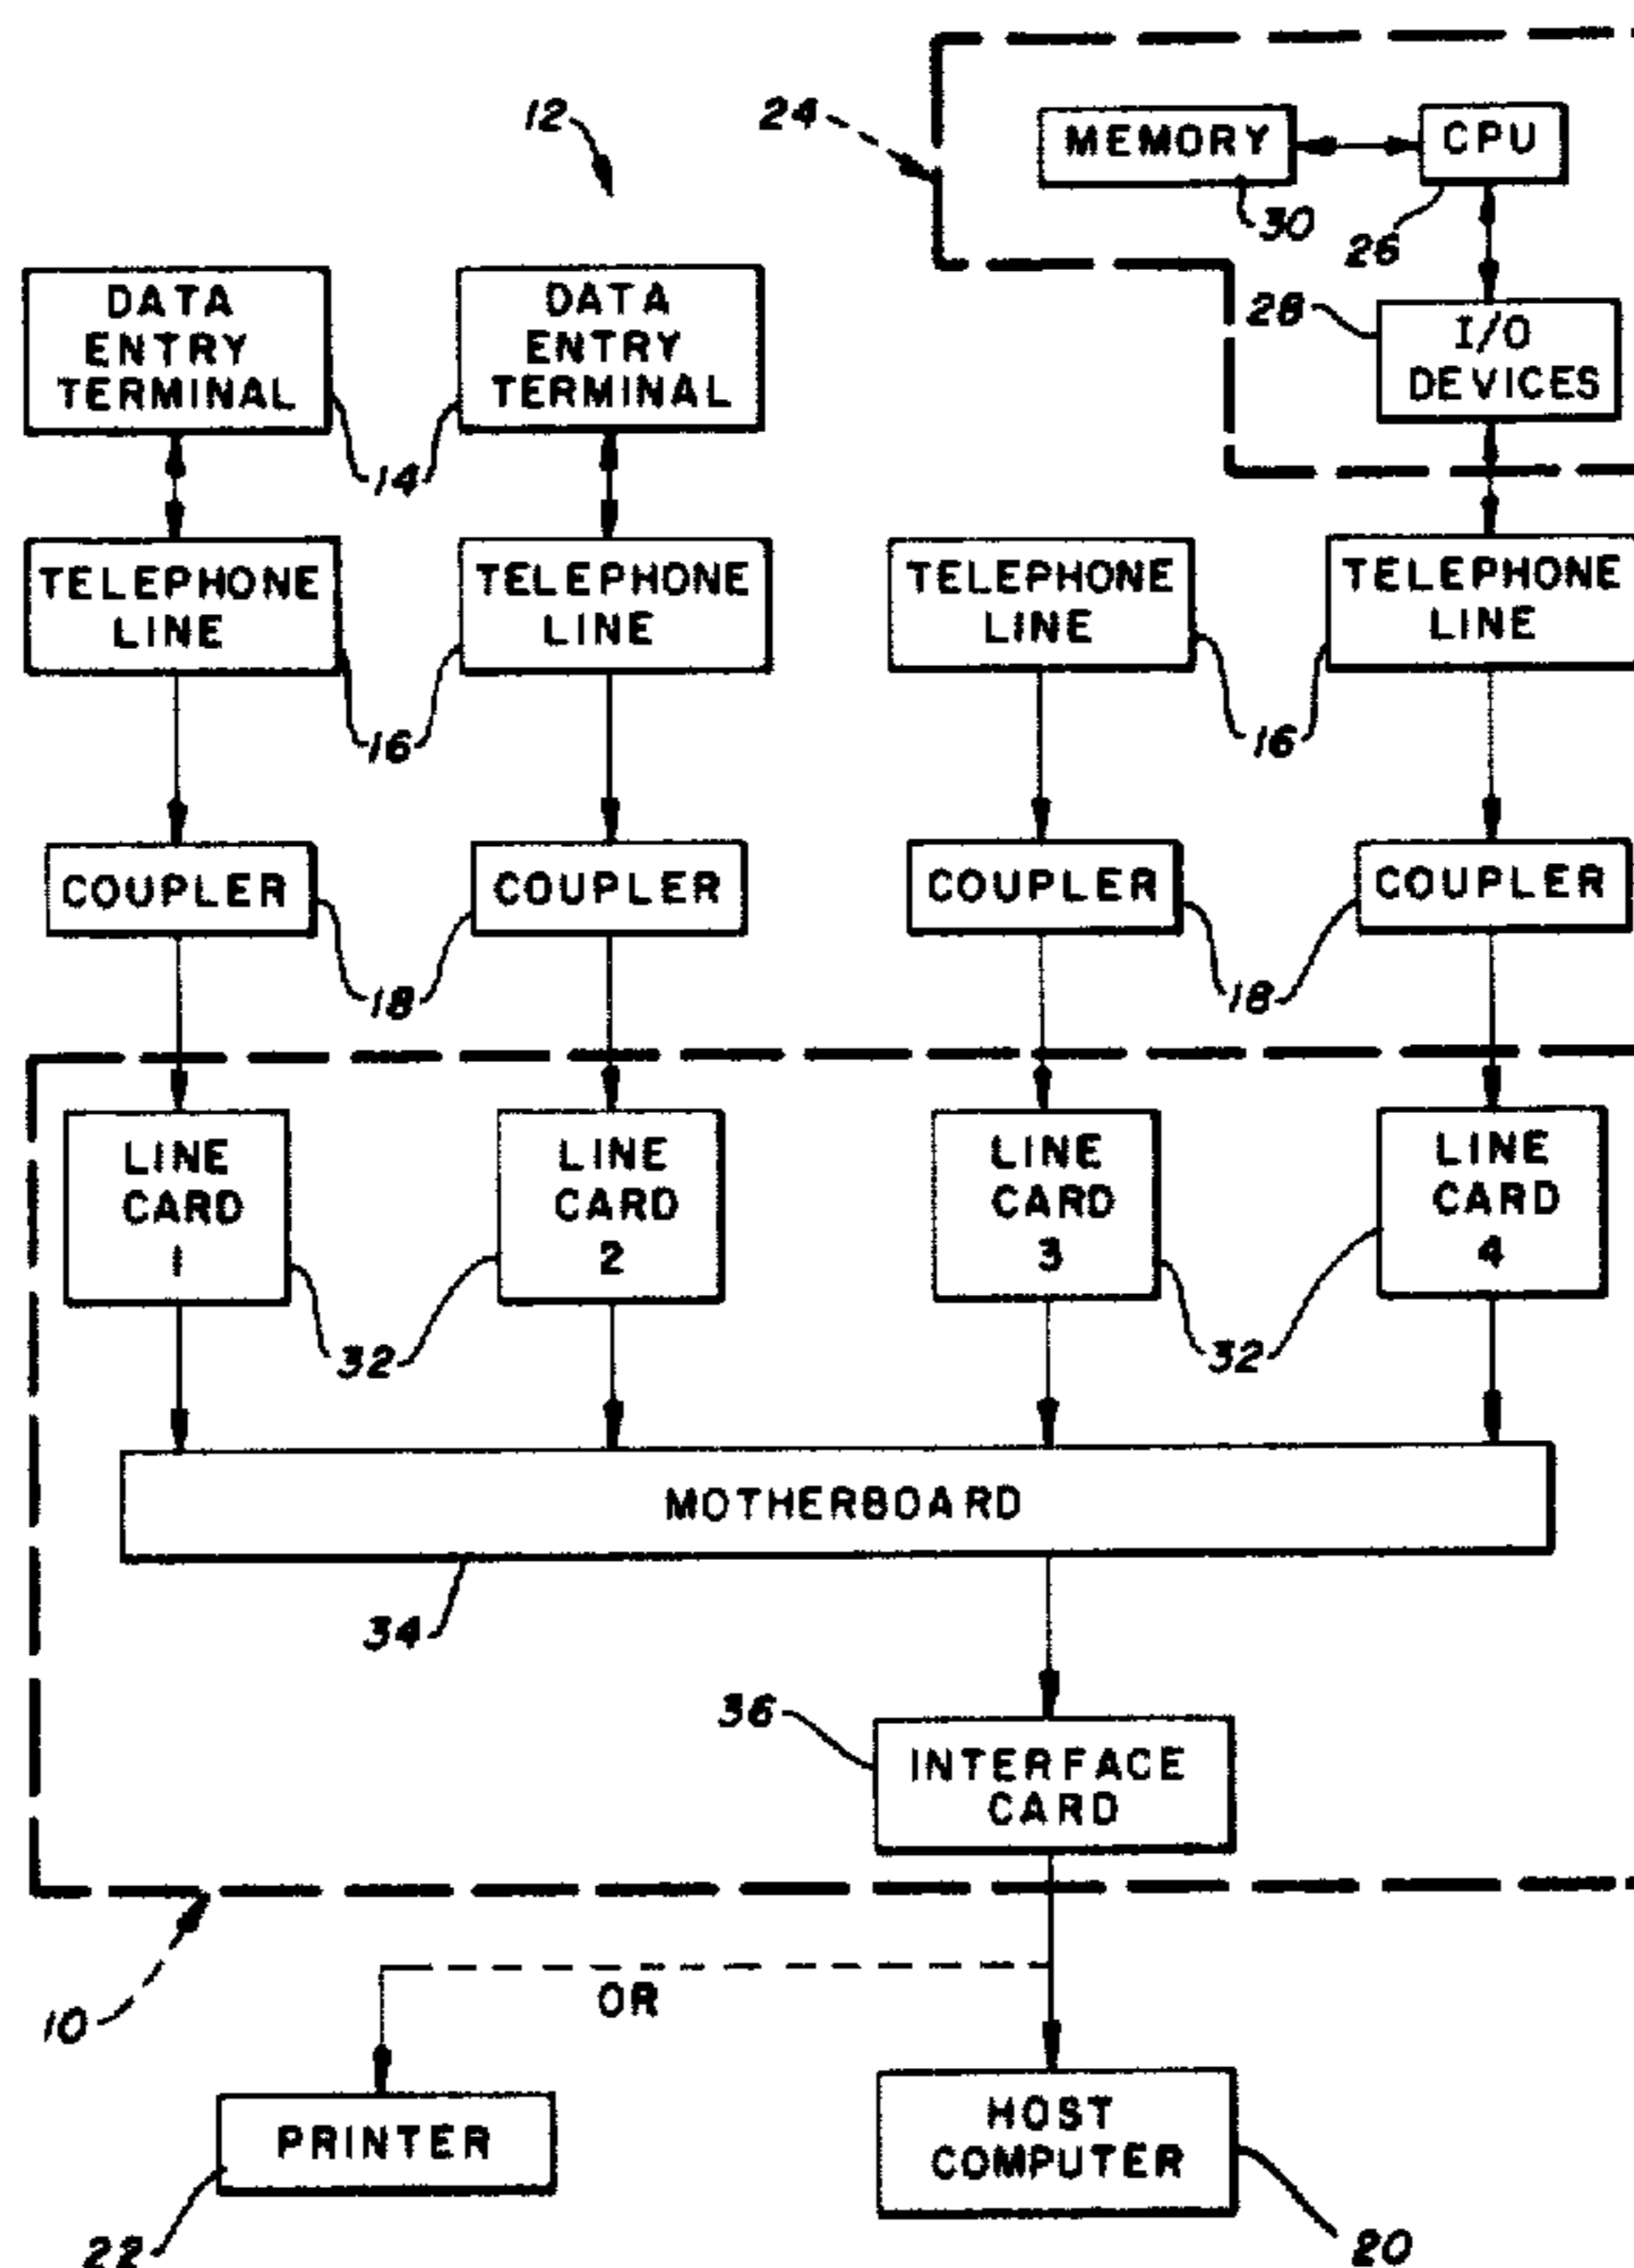 12
24
MEMORY
CPU
30
26
DATA
ENTRY
TERMINAL
DATA
ENTRY
TERMINAL
28
I/O
DEVICES
14
TELEPHONE
LINE
TELEPHONE
LINE
TELEPHONE
LINE
TELEPHONE
LINE
16
16
COUPLER
COUPLER
COUPLER
COUPLER
18
18
LINE
CARD
1
LINE
CARD
2
LINE
CARD
3
LINE
CARD
4
32
32
MOTHERBOARD
34
36
INTERFACE
CARD
10
OR
PRINTER
HOST
COMPUTER
22
20